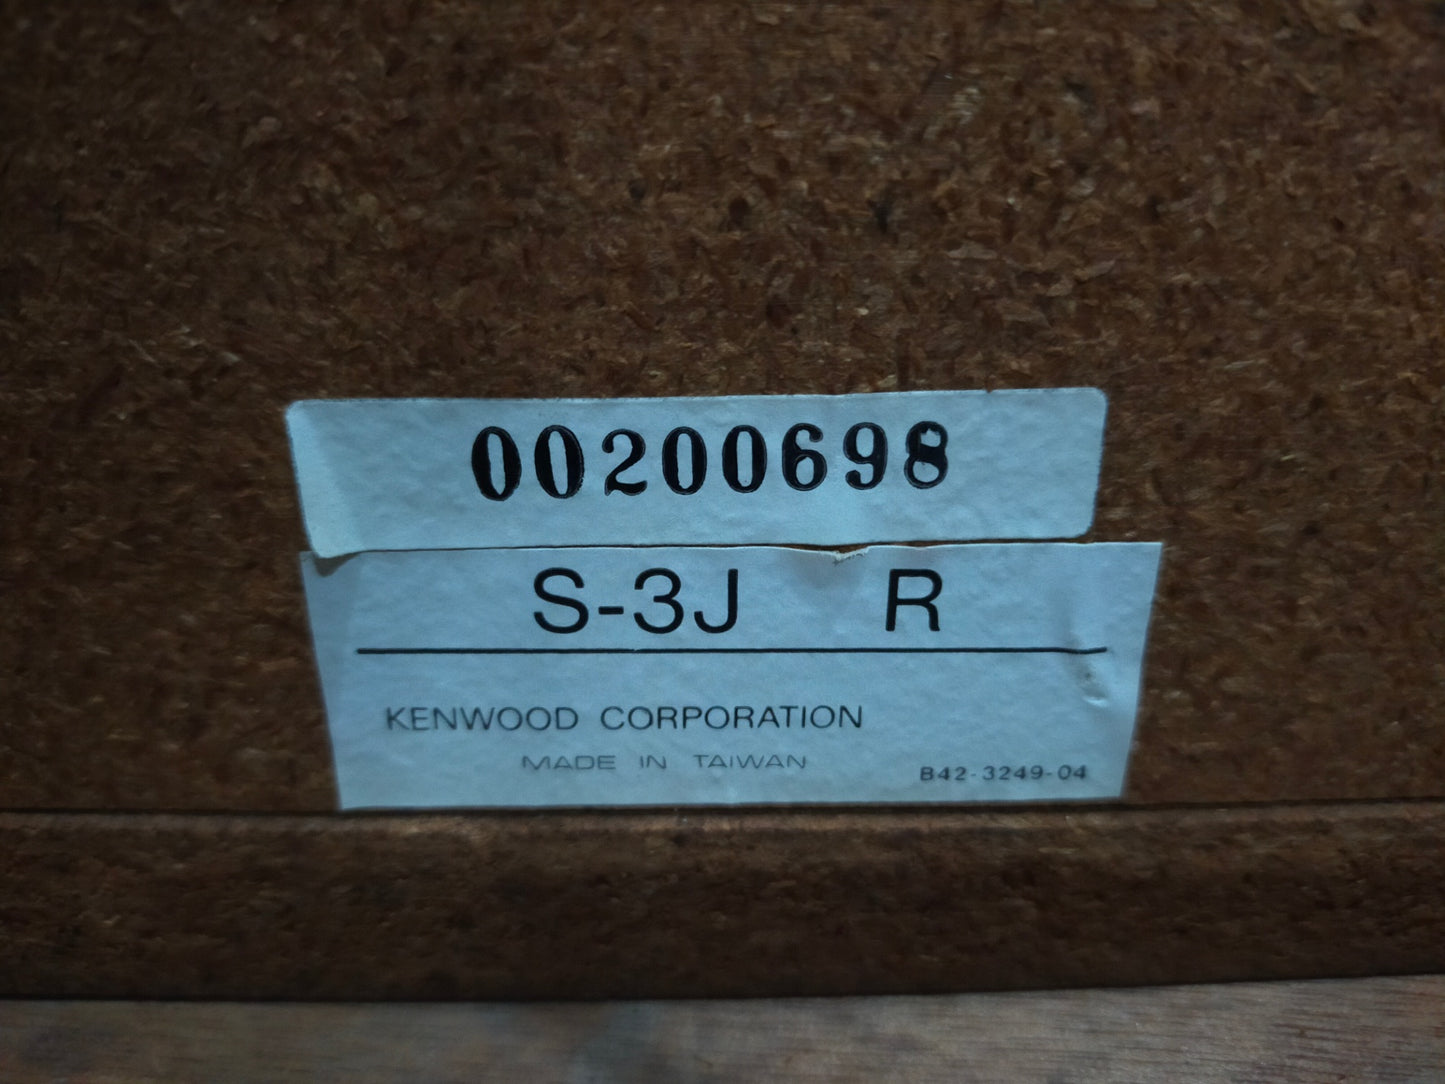 00200698
S-3J R
KENWOOD CORPORATION
MADE IN TAIWAN
B42-3249-04